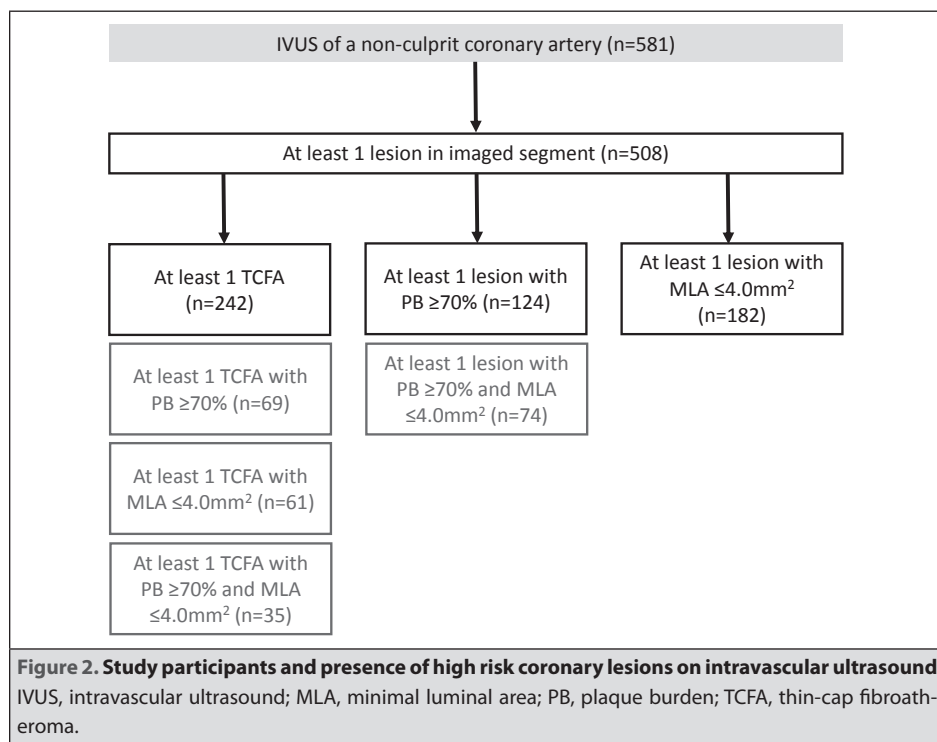 IVUS of a non-culprit coronary artery (n=581)
At least 1 lesion in imaged segment (n=508)
At least 1 TCFA
(n=242)
At least 1 TCFA with
PB ≥70% (n=69)
At least 1 TCFA with
MLA ≤4.0mm² (n=61)
At least 1 TCFA with
PB ≥70% and MLA
≤4.0mm² (n=35)
At least 1 lesion with
PB ≥70% (n=124)
At least 1 lesion with
PB ≥70% and MLA
≤4.0mm² (n=74)
At least 1 lesion with
MLA ≤4.0mm²
(n=182)
Figure 2. Study participants and presence of high risk coronary lesions on intravascular ultrasound
IVUS, intravascular ultrasound; MLA, minimal luminal area; PB, plaque burden; TCFA, thin-cap fibroath-
eroma.